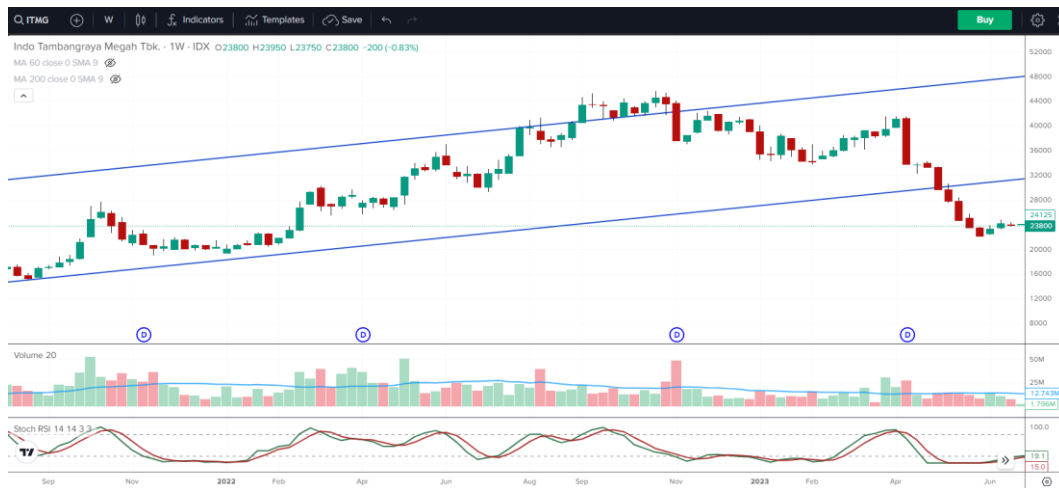 ITMG W Indicators Templates Save Buy
Indo Tambangraya Megah Tbk. · 1W · IDX O23800 H23950 L23750 C23800 -200 (-0.83%)
MA 60 close 0 SMA 9
MA 200 close 0 SMA 9
52000
48000
44000
40000
36000
32000
28000
24125
23800
20000
16000
12000
8000
D D D D
Volume 20
50M
25M
12.743M
1.796M
Stoch RSI 14 14 3 3
100.0
19.1
15.0
Sep Nov 2022 Feb Apr Jun Aug Sep Nov 2023 Feb Apr Jun